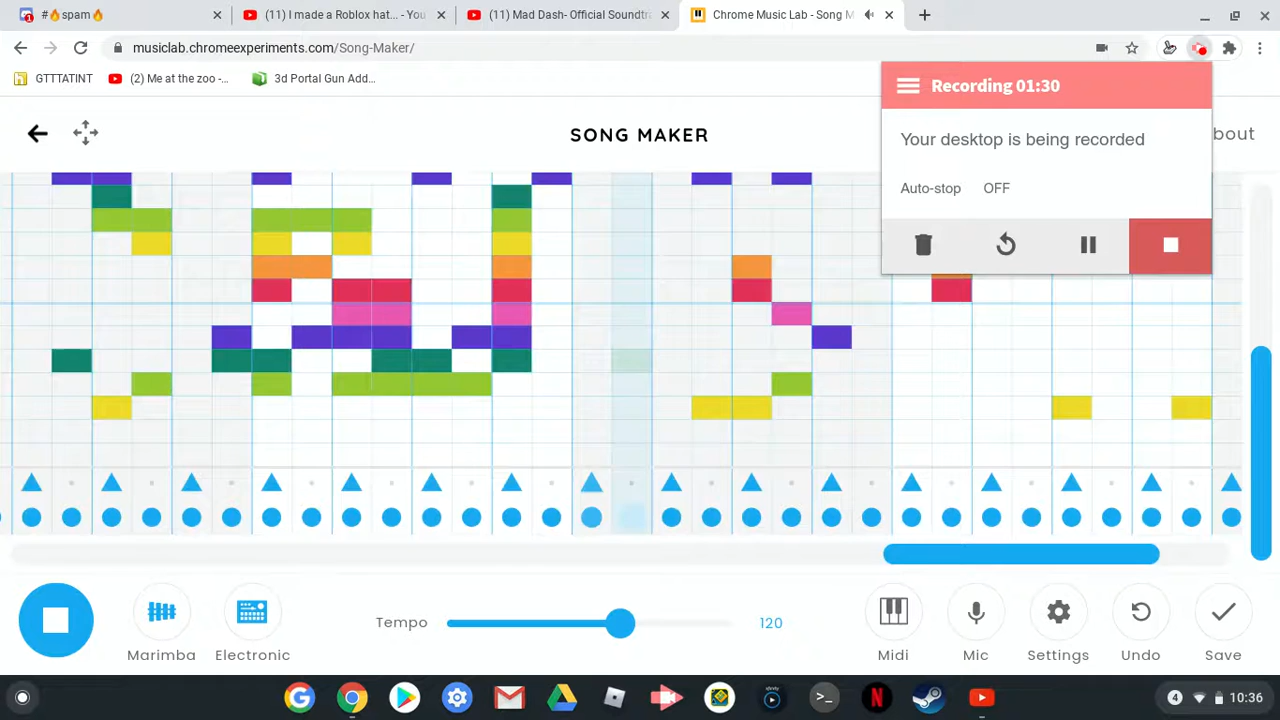 #🔥spam🔥
(11) I made a Roblox hat... - You
(11) Mad Dash- Official Soundtr
Chrome Music Lab - Song M
musiclab.chromeexperiments.com/Song-Maker/
GTTTATINT
(2) Me at the zoo -...
3d Portal Gun Add...
Recording 01:30
SONG MAKER
Your desktop is being recorded
bout
Auto-stop OFF
Tempo
120
Marimba
Electronic
Midi
Mic
Settings
Undo
Save
4
10:36